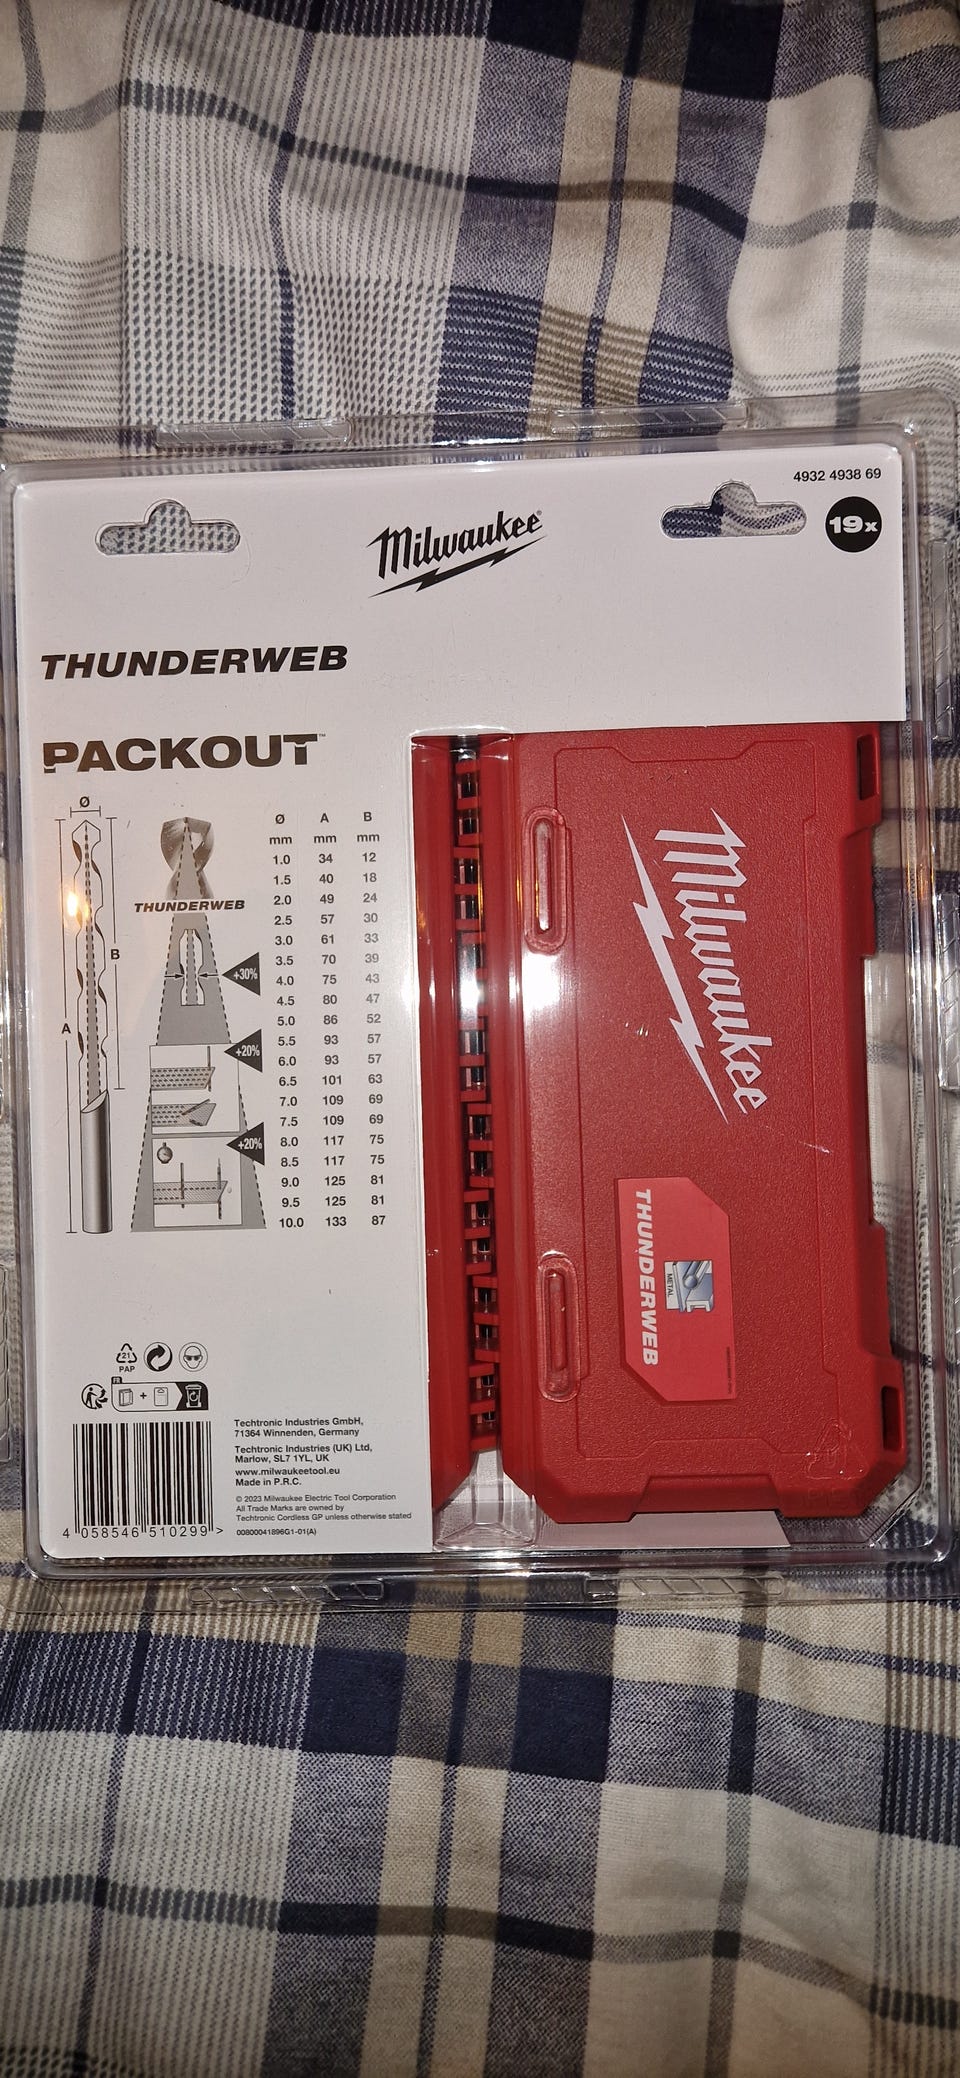 4932 4938 69
Milwaukee
19x
THUNDERWEB
PACKOUT™
Ø
Ø A B
mm mm mm
1.0 34 12
1.5 40 18
2.0 49 24
2.5 57 30
3.0 61 33
3.5 70 39
4.0 75 43
4.5 80 47
5.0 86 52
5.5 93 57
6.0 93 57
6.5 101 63
7.0 109 69
7.5 109 69
8.0 117 75
8.5 117 75
9.0 125 81
9.5 125 81
10.0 133 87
THUNDERWEB
B
A
+30%
+20%
+20%
Milwaukee
THUNDERWEB
METAL
21
PAP
FR
+
Techtronic Industries GmbH,
71364 Winnenden, Germany
Techtronic Industries (UK) Ltd,
Marlow, SL7 1YL, UK
www.milwaukeetool.eu
Made in P.R.C.
© 2023 Milwaukee Electric Tool Corporation
All Trade Marks are owned by
Techtronic Cordless GP unless otherwise stated
00800041896G1-01(A)
4 058546 510299 >